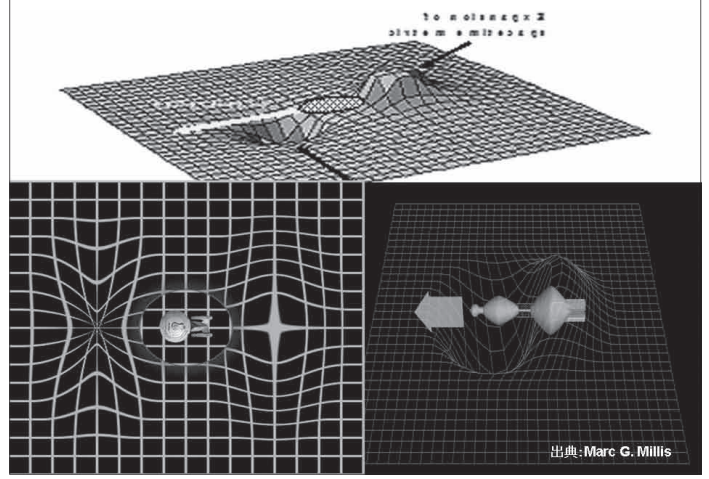 Expansion of
spacetime metric
出典:Marc G. Millis